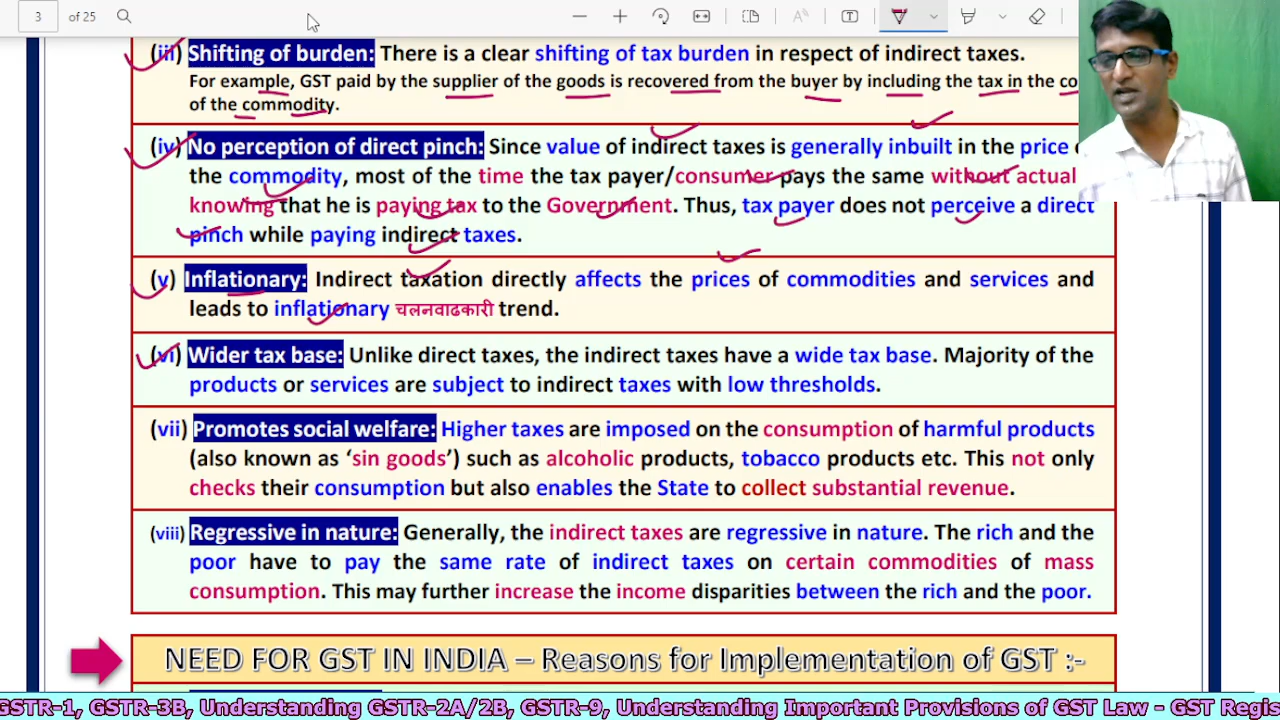 3 of 25
(iii) Shifting of burden: There is a clear shifting of tax burden in respect of indirect taxes.
For example, GST paid by the supplier of the goods is recovered from the buyer by including the tax in the
of the commodity.
(iv) No perception of direct pinch: Since value of indirect taxes is generally inbuilt in the price
the commodity, most of the time the tax payer/consumer pays the same without actual
knowing that he is paying tax to the Government. Thus, tax payer does not perceive a direct
pinch while paying indirect taxes.
(v) Inflationary: Indirect taxation directly affects the prices of commodities and services and
leads to inflationary चलनवाढकारी trend.
(vi) Wider tax base: Unlike direct taxes, the indirect taxes have a wide tax base. Majority of the
products or services are subject to indirect taxes with low thresholds.
(vii) Promotes social welfare: Higher taxes are imposed on the consumption of harmful products
(also known as ‘sin goods’) such as alcoholic products, tobacco products etc. This not only
checks their consumption but also enables the State to collect substantial revenue.
(viii) Regressive in nature: Generally, the indirect taxes are regressive in nature. The rich and the
poor have to pay the same rate of indirect taxes on certain commodities of mass
consumption. This may further increase the income disparities between the rich and the poor.
NEED FOR GST IN INDIA – Reasons for Implementation of GST :-
GSTR-1, GSTR-3B, Understanding GSTR-2A/2B, GSTR-9, Understanding Important Provisions of GST Law - GST Regis